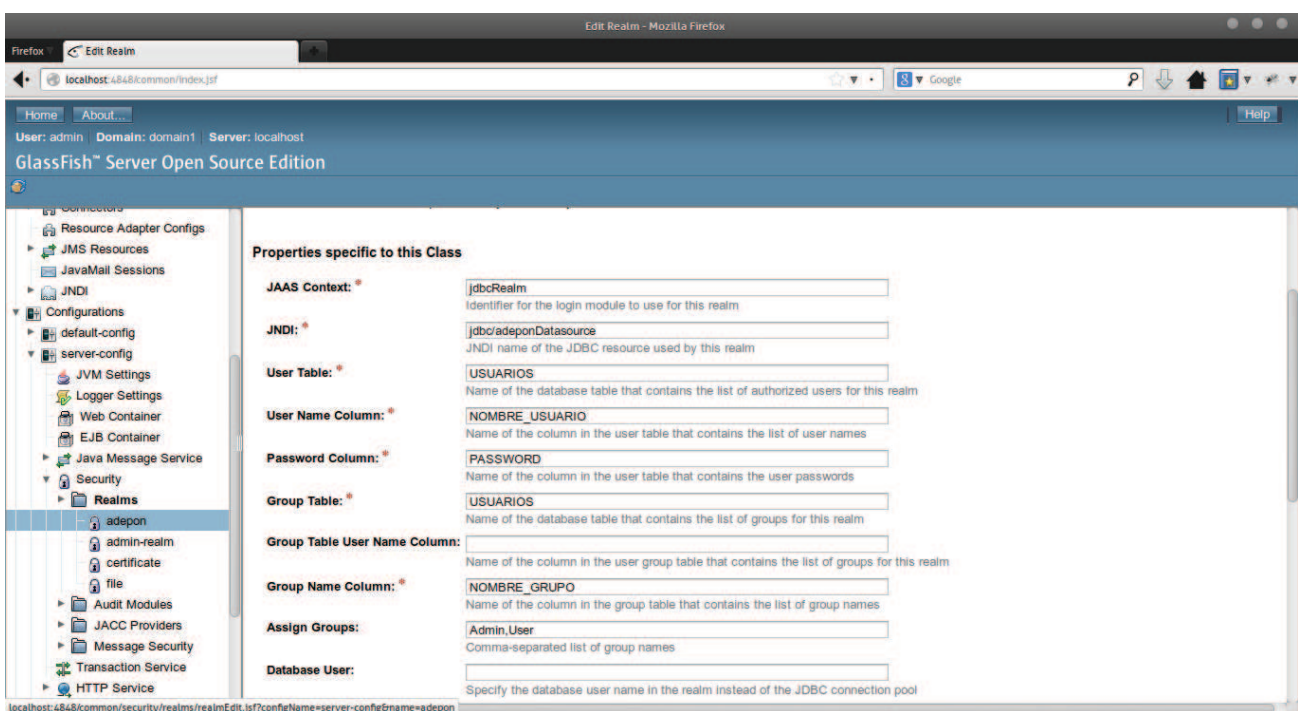 Edit Realm - Mozilla Firefox
Firefox
Edit Realm
localhost:4848/common/index.jsf
Google
Home
About...
Help
User: admin
Domain: domain1
Server: localhost
GlassFish™ Server Open Source Edition
Connectors
Resource Adapter Configs
JMS Resources
JavaMail Sessions
JNDI
Configurations
default-config
server-config
JVM Settings
Logger Settings
Web Container
EJB Container
Java Message Service
Security
Realms
adepon
admin-realm
certificate
file
Audit Modules
JACC Providers
Message Security
Transaction Service
HTTP Service
Properties specific to this Class
JAAS Context: *
jdbcRealm
Identifier for the login module to use for this realm
JNDI: *
jdbc/adeponDatasource
JNDI name of the JDBC resource used by this realm
User Table: *
USUARIOS
Name of the database table that contains the list of authorized users for this realm
User Name Column: *
NOMBRE_USUARIO
Name of the column in the user table that contains the list of user names
Password Column: *
PASSWORD
Name of the column in the user table that contains the user passwords
Group Table: *
USUARIOS
Name of the database table that contains the list of groups for this realm
Group Table User Name Column:
Name of the column in the user group table that contains the list of groups for this realm
Group Name Column: *
NOMBRE_GRUPO
Name of the column in the group table that contains the list of group names
Assign Groups:
Admin,User
Comma-separated list of group names
Database User:
Specify the database user name in the realm instead of the JDBC connection pool
localhost:4848/common/security/realms/realmEdit.jsf?configName=server-config&name=adepon